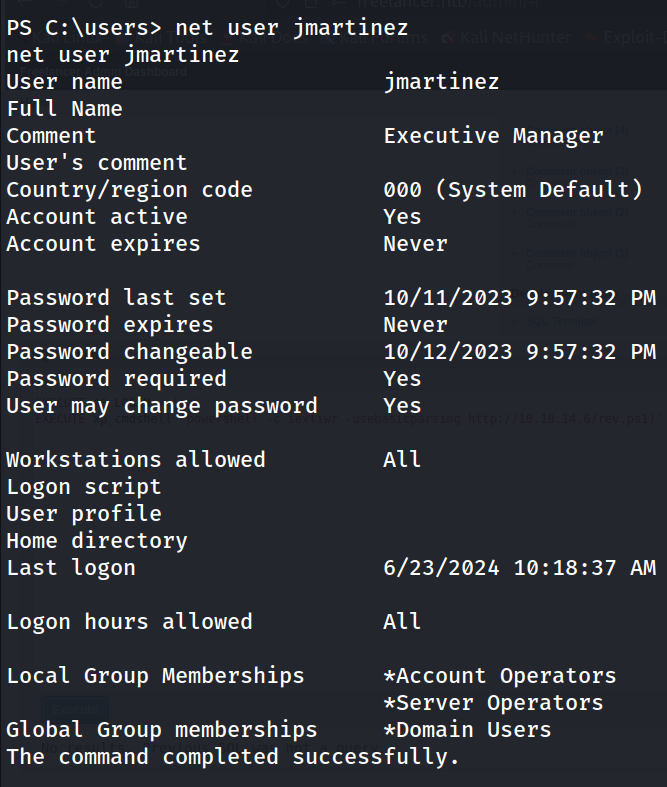 PS C:\users> net user jmartinez
net user jmartinez
User name jmartinez
Full Name
Comment Executive Manager
User's comment
Country/region code 000 (System Default)
Account active Yes
Account expires Never
Password last set 10/11/2023 9:57:32 PM
Password expires Never
Password changeable 10/12/2023 9:57:32 PM
Password required Yes
User may change password Yes
Workstations allowed All
Logon script
User profile
Home directory
Last logon 6/23/2024 10:18:37 AM
Logon hours allowed All
Local Group Memberships *Account Operators
*Server Operators
Global Group memberships *Domain Users
The command completed successfully.